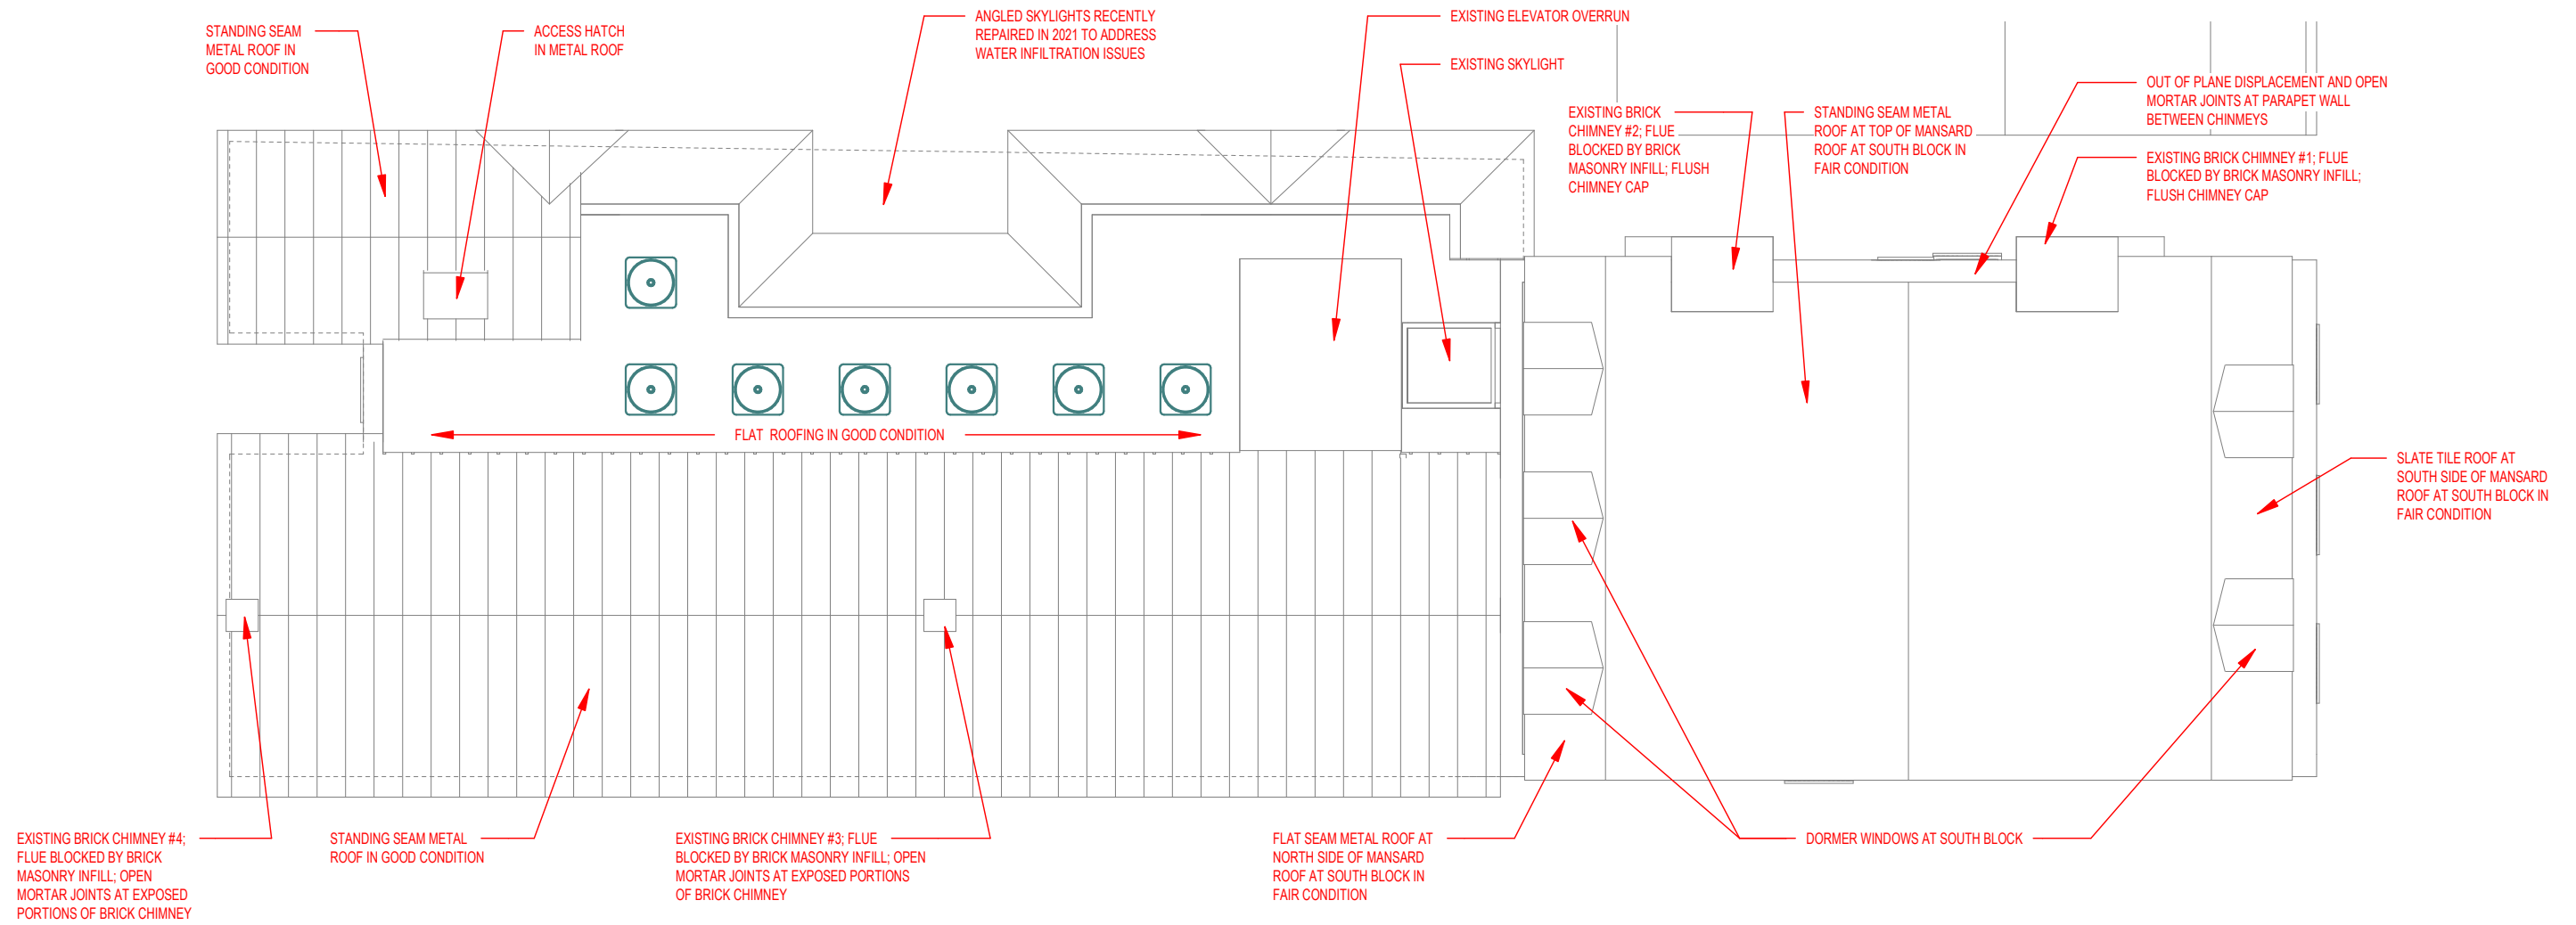 STANDING SEAM
METAL ROOF IN
GOOD CONDITION
ACCESS HATCH
IN METAL ROOF
ANGLED SKYLIGHTS RECENTLY
REPAIRED IN 2021 TO ADDRESS
WATER INFILTRATION ISSUES
EXISTING ELEVATOR OVERRUN
EXISTING SKYLIGHT
EXISTING BRICK
CHIMNEY #2; FLUE
BLOCKED BY BRICK
MASONRY INFILL; FLUSH
CHIMNEY CAP
STANDING SEAM METAL
ROOF AT TOP OF MANSARD
ROOF AT SOUTH BLOCK IN
FAIR CONDITION
OUT OF PLANE DISPLACEMENT AND OPEN
MORTAR JOINTS AT PARAPET WALL
BETWEEN CHINMEYS
EXISTING BRICK CHIMNEY #1; FLUE
BLOCKED BY BRICK MASONRY INFILL;
FLUSH CHIMNEY CAP
FLAT ROOFING IN GOOD CONDITION
SLATE TILE ROOF AT
SOUTH SIDE OF MANSARD
ROOF AT SOUTH BLOCK IN
FAIR CONDITION
EXISTING BRICK CHIMNEY #4;
FLUE BLOCKED BY BRICK
MASONRY INFILL; OPEN
MORTAR JOINTS AT EXPOSED
PORTIONS OF BRICK CHIMNEY
STANDING SEAM METAL
ROOF IN GOOD CONDITION
EXISTING BRICK CHIMNEY #3; FLUE
BLOCKED BY BRICK MASONRY INFILL; OPEN
MORTAR JOINTS AT EXPOSED PORTIONS
OF BRICK CHIMNEY
FLAT SEAM METAL ROOF AT
NORTH SIDE OF MANSARD
ROOF AT SOUTH BLOCK IN
FAIR CONDITION
DORMER WINDOWS AT SOUTH BLOCK